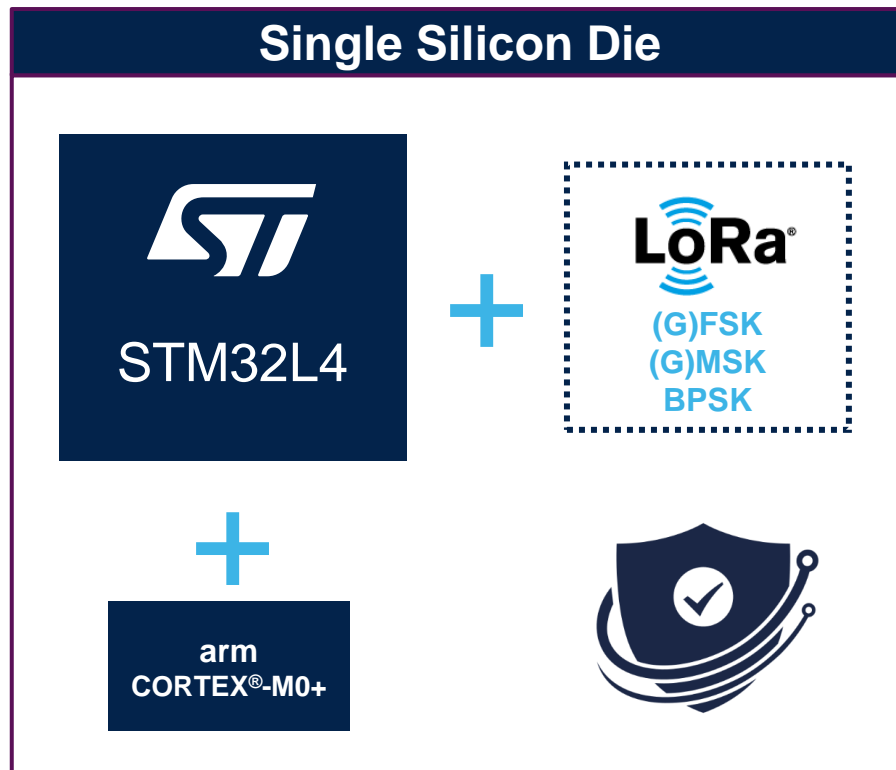 Single Silicon Die
ST
STM32L4
LoRa®
(G)FSK
(G)MSK
BPSK
arm
CORTEX®-M0+